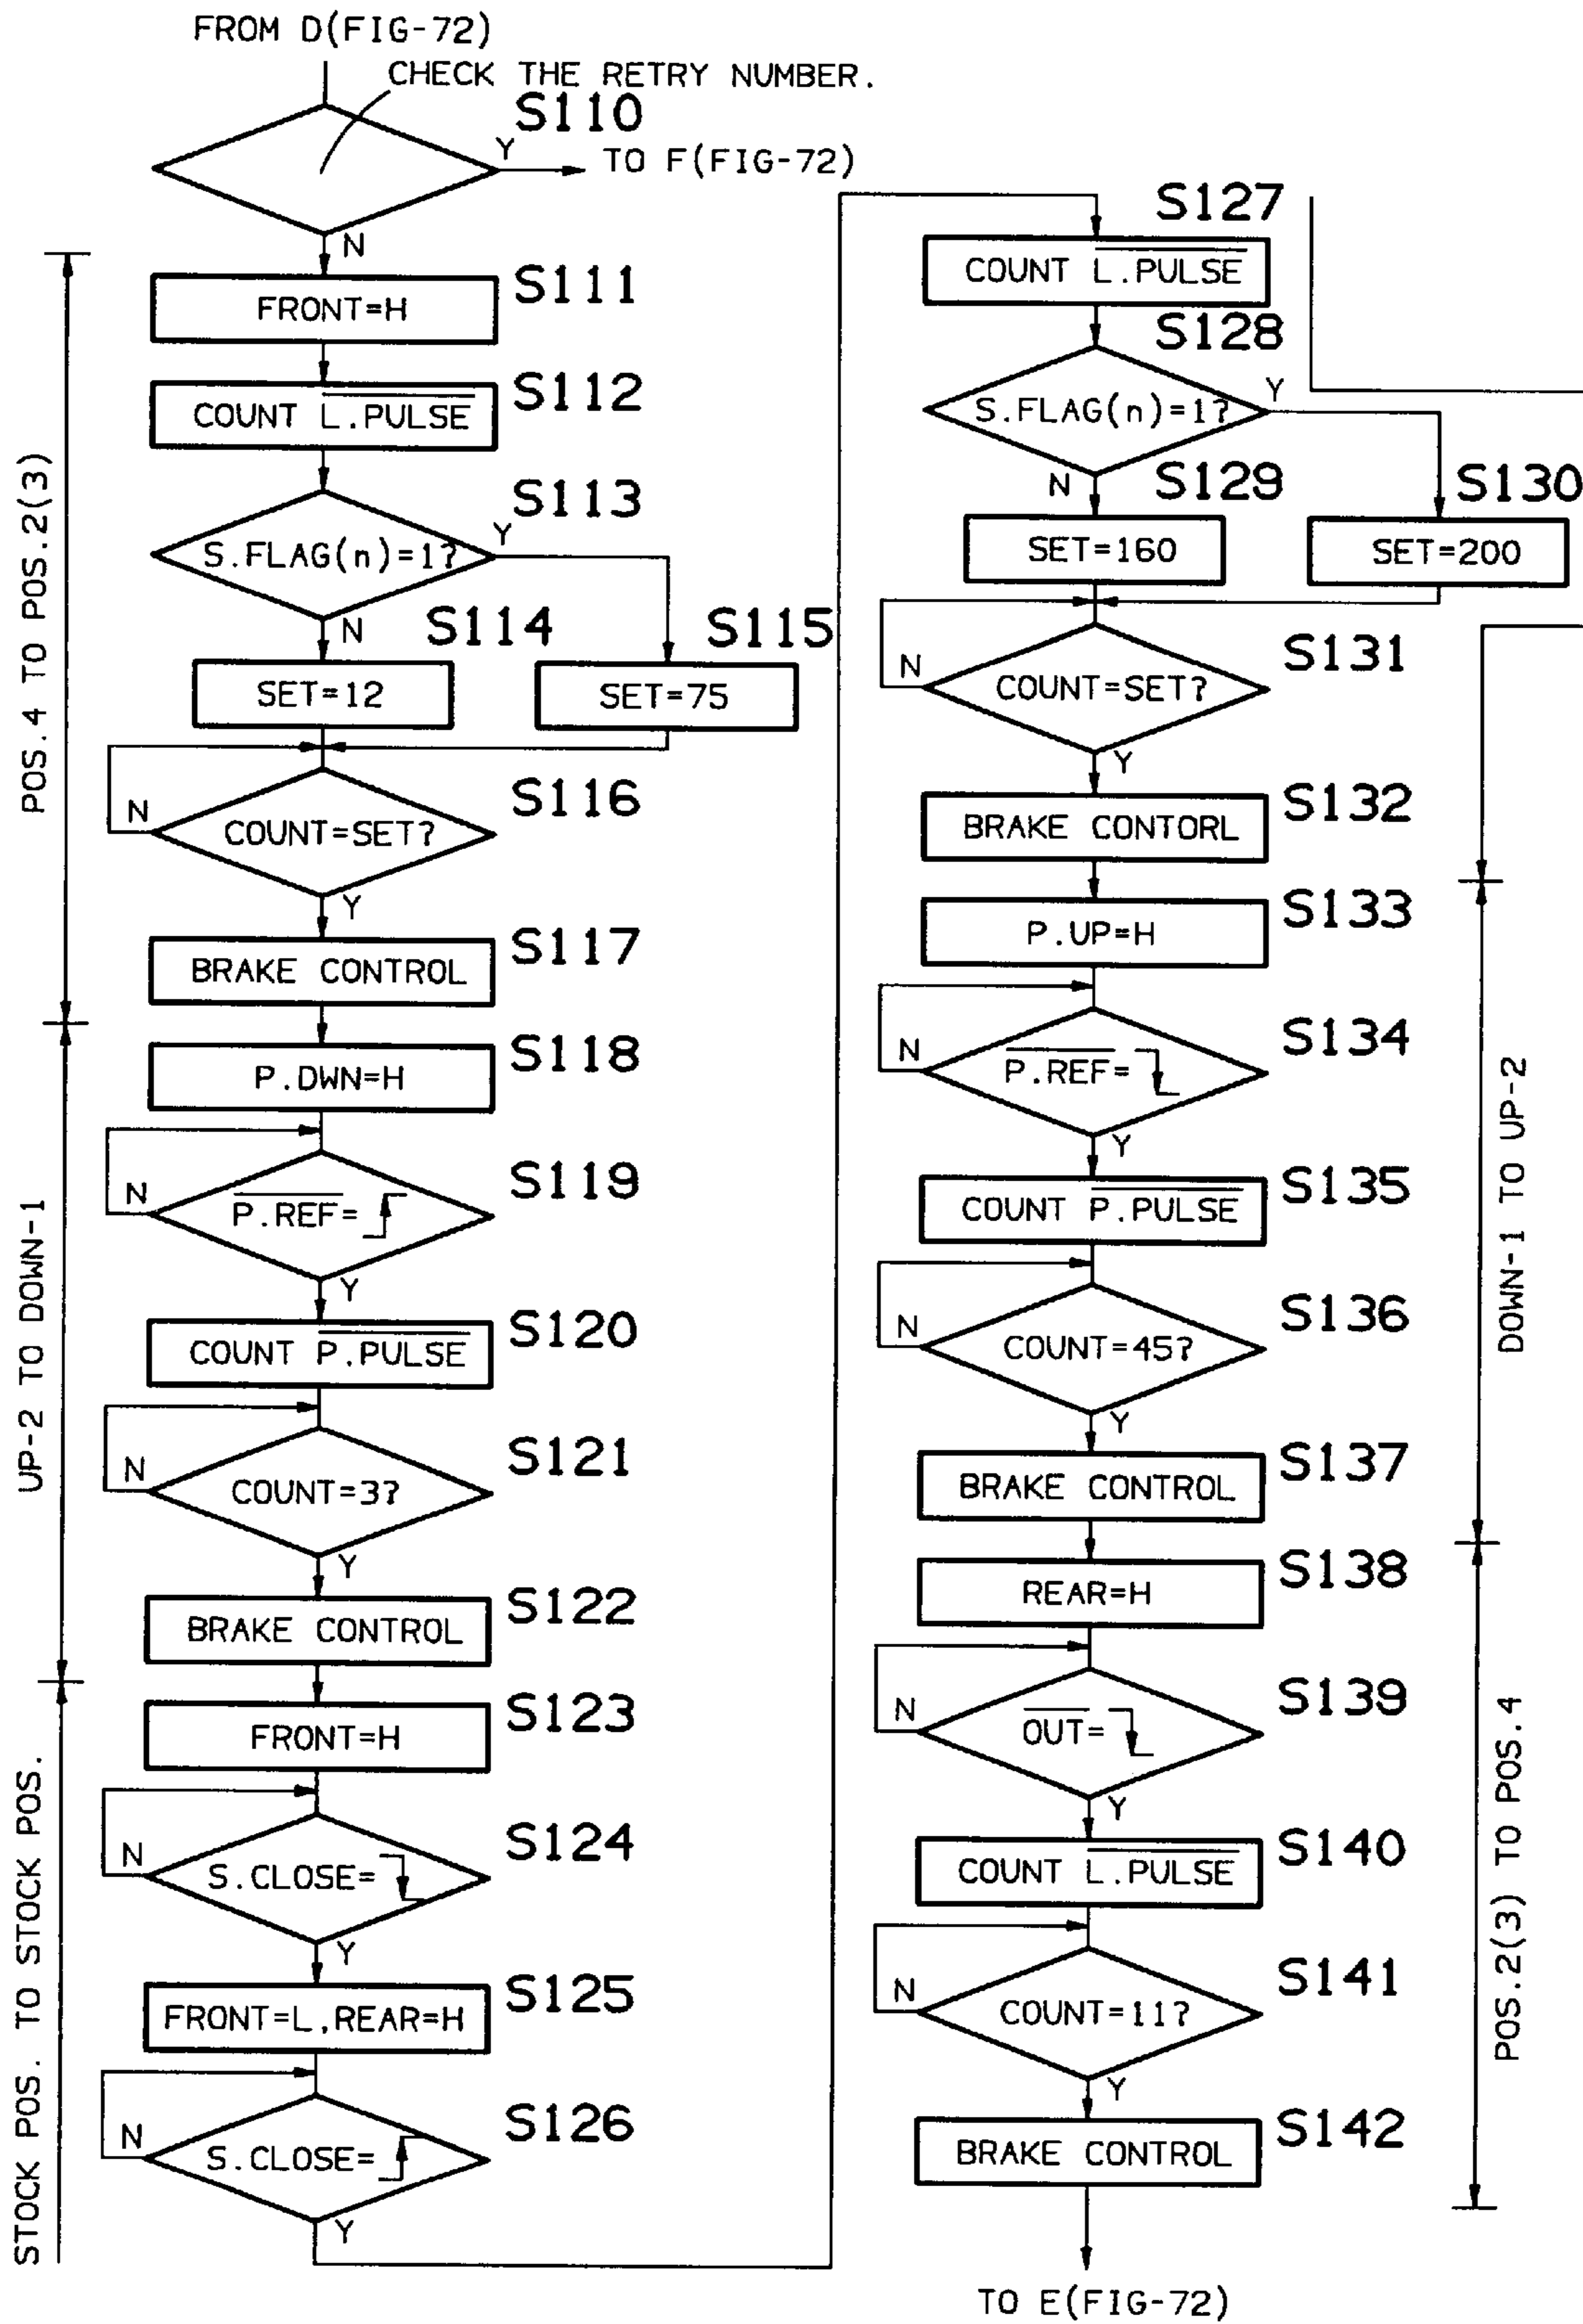 FROM D(FIG-72)
CHECK THE RETRY NUMBER.
S110
Y
TO F(FIG-72)
N
POS.4 TO POS.2(3)
S111
FRONT=H
S112
COUNT L.PULSE
S113
S.FLAG(n)=1?
Y
N
S114
SET=12
S115
SET=75
S116
COUNT=SET?
N
Y
S117
BRAKE CONTROL
UP-2 TO DOWN-1
S118
P.DWN=H
S119
P.REF=
N
Y
S120
COUNT P.PULSE
S121
COUNT=3?
N
Y
S122
BRAKE CONTROL
STOCK POS. TO STOCK POS.
S123
FRONT=H
S124
S.CLOSE=
N
Y
S125
FRONT=L,REAR=H
S126
S.CLOSE=
N
Y
S127
COUNT L.PULSE
S128
S.FLAG(n)=1?
Y
N
S129
SET=160
S130
SET=200
S131
COUNT=SET?
N
Y
S132
BRAKE CONTORL
DOWN-1 TO UP-2
S133
P.UP=H
S134
P.REF=
N
Y
S135
COUNT P.PULSE
S136
COUNT=45?
N
Y
S137
BRAKE CONTROL
POS.2(3) TO POS.4
S138
REAR=H
S139
OUT=
N
Y
S140
COUNT L.PULSE
S141
COUNT=11?
N
Y
S142
BRAKE CONTROL
TO E(FIG-72)